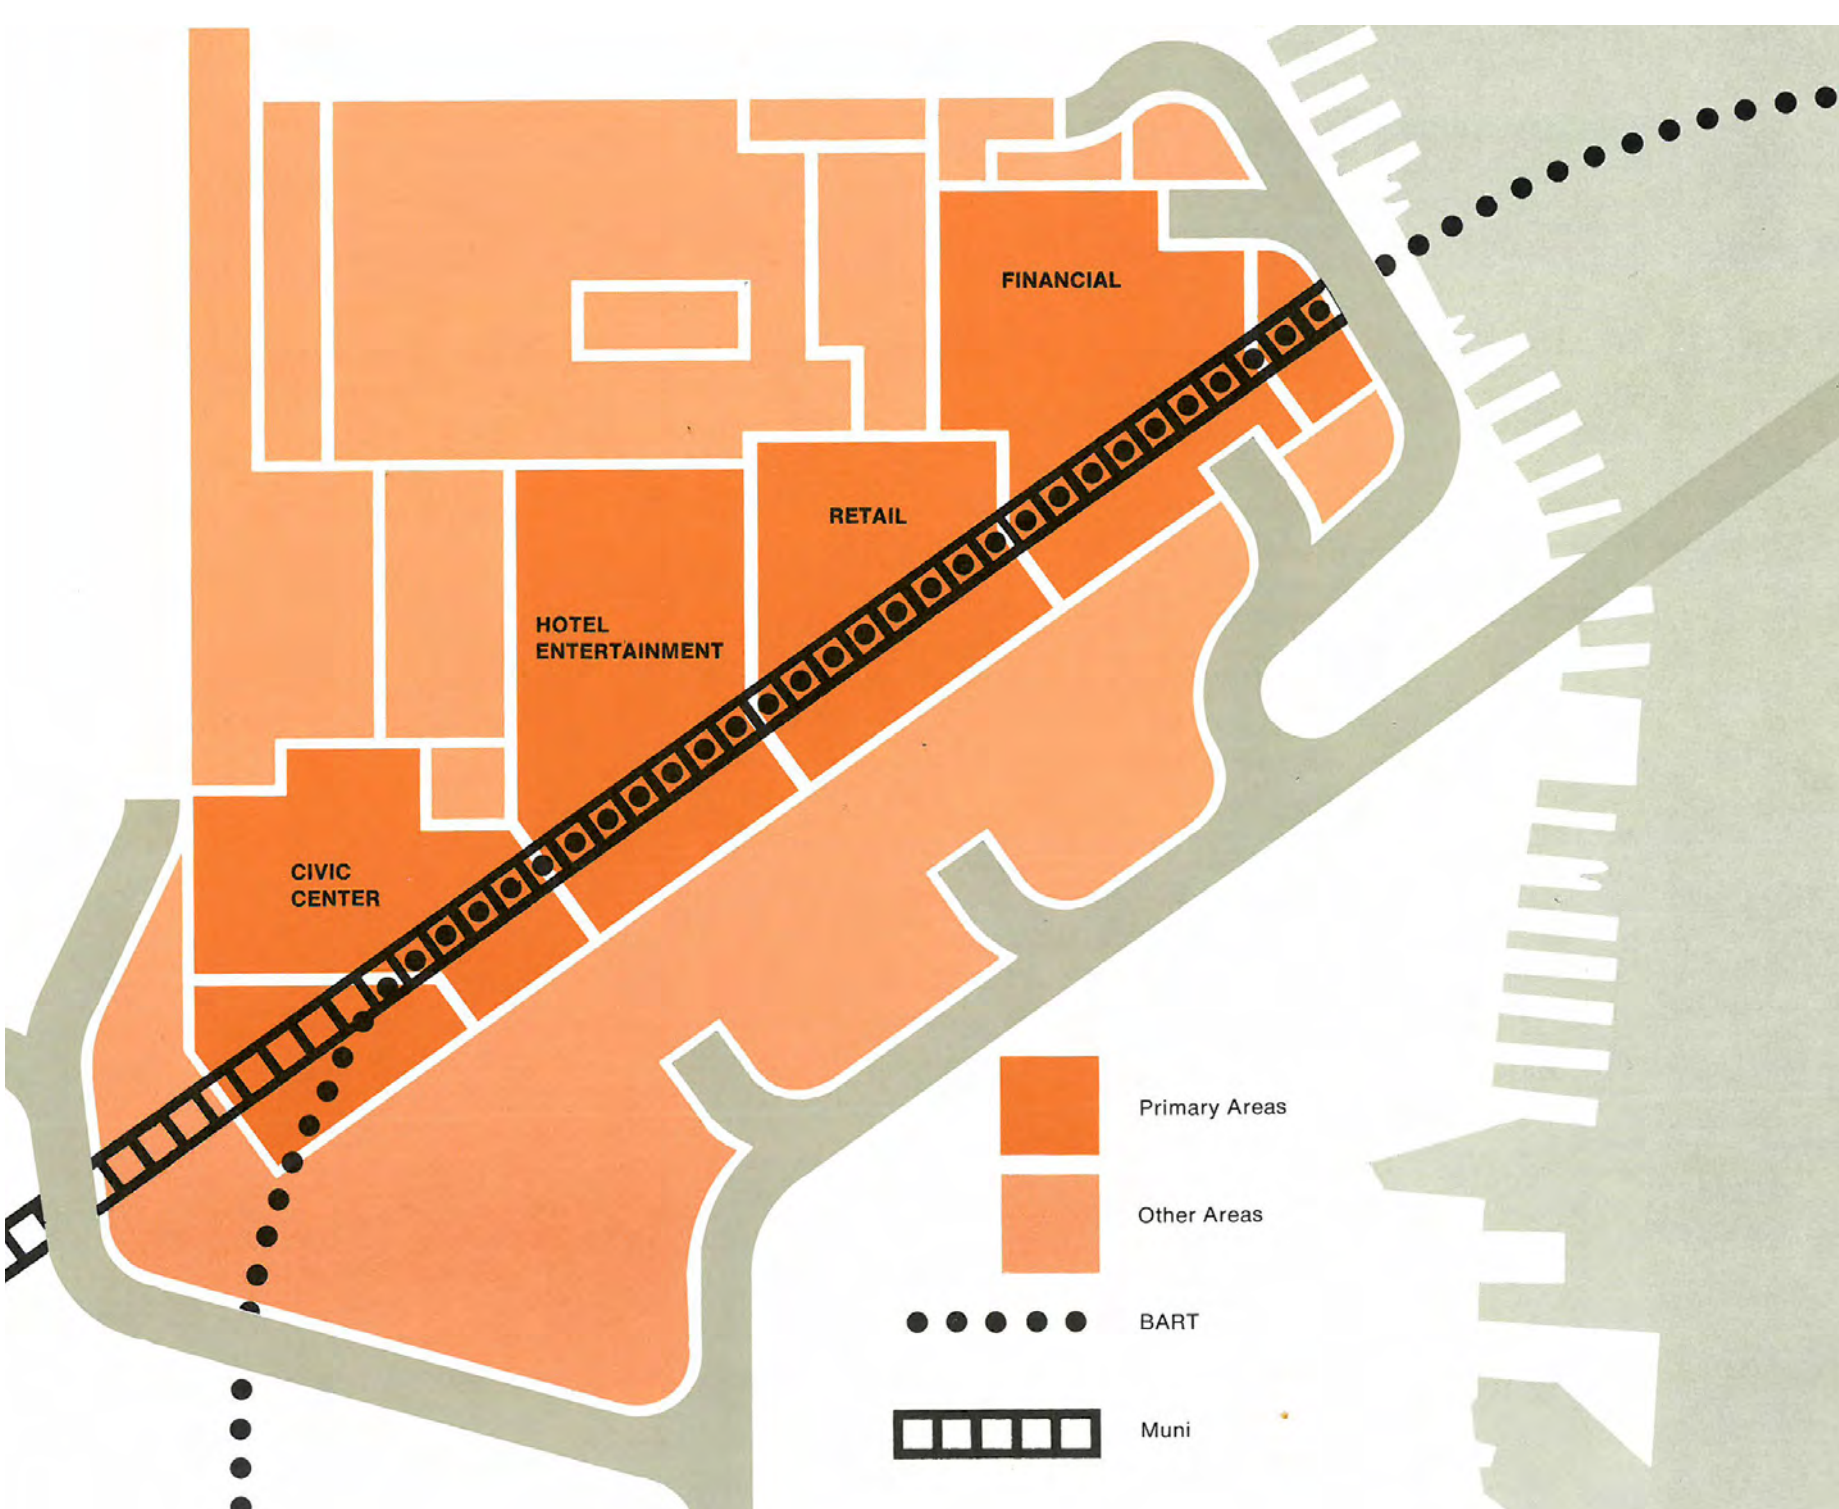 FINANCIAL
RETAIL
HOTEL
ENTERTAINMENT
CIVIC
CENTER
Primary Areas
Other Areas
BART
Muni